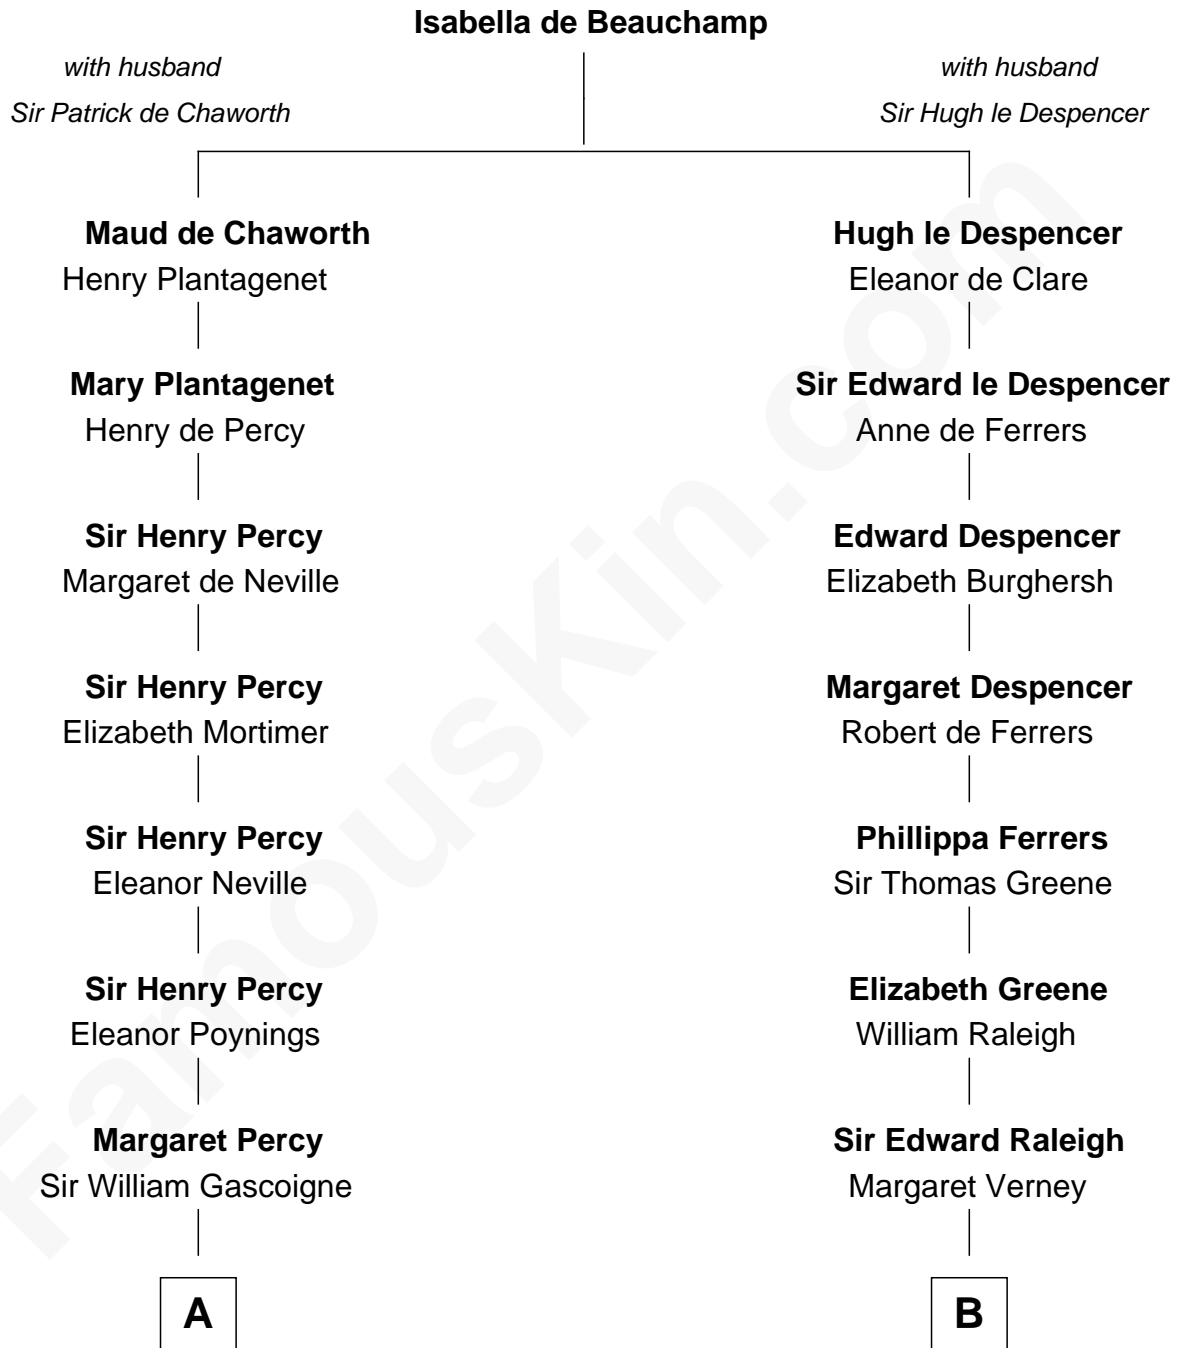 Isabella de Beauchamp
with husband
Sir Patrick de Chaworth
with husband
Sir Hugh le Despencer
Maud de Chaworth
Henry Plantagenet
Mary Plantagenet
Henry de Percy
Sir Henry Percy
Margaret de Neville
Sir Henry Percy
Elizabeth Mortimer
Sir Henry Percy
Eleanor Neville
Sir Henry Percy
Eleanor Poynings
Margaret Percy
Sir William Gascoigne
A
Hugh le Despencer
Eleanor de Clare
Sir Edward le Despencer
Anne de Ferrers
Edward Despencer
Elizabeth Burghersh
Margaret Despencer
Robert de Ferrers
Phillippa Ferrers
Sir Thomas Greene
Elizabeth Greene
William Raleigh
Sir Edward Raleigh
Margaret Verney
B
FamousKin.com